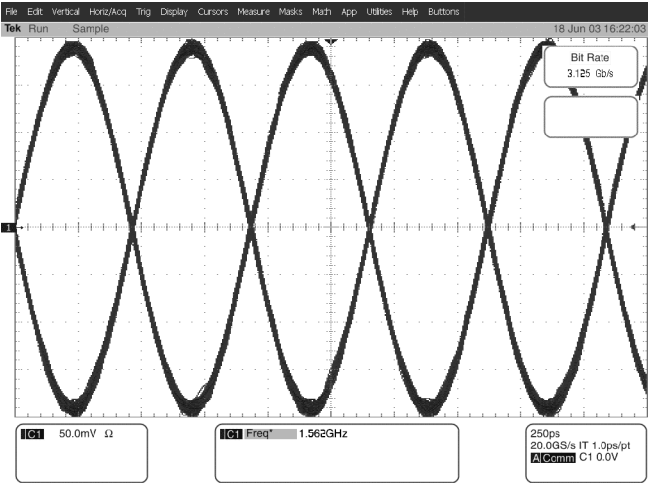 File Edit Vertical Horiz/Acq Trig Display Cursors Measure Masks Math App Utilities Help Buttons
Tek Run Sample 18 Jun 03 16:22:03
Bit Rate
3.125 Gb/s
1
C1 50.0mV Ω
C1 Freq* 1.562GHz
250ps
20.0GS/s IT 1.0ps/pt
A Comm C1 0.0V